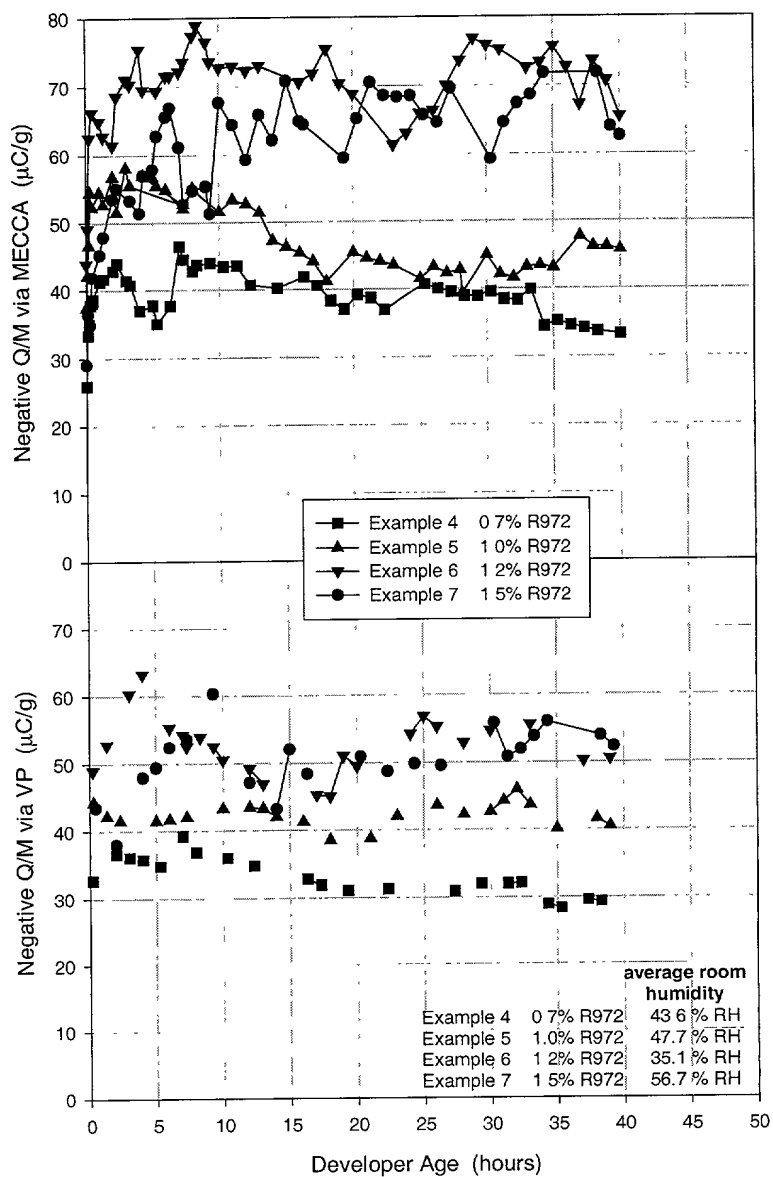 Negative Q/M via MECCA (μC/g)
80
70
60
50
40
30
20
10
0
Example 4 0 7% R972
Example 5 1 0% R972
Example 6 1 2% R972
Example 7 1 5% R972
Negative Q/M via VP (μC/g)
70
60
50
40
30
20
10
0
average room
humidity
Example 4 0 7% R972 43 6 % RH
Example 5 1.0% R972 47.7 % RH
Example 6 1 2% R972 35.1 % RH
Example 7 1 5% R972 56.7 % RH
0 5 10 15 20 25 30 35 40 45 50
Developer Age (hours)